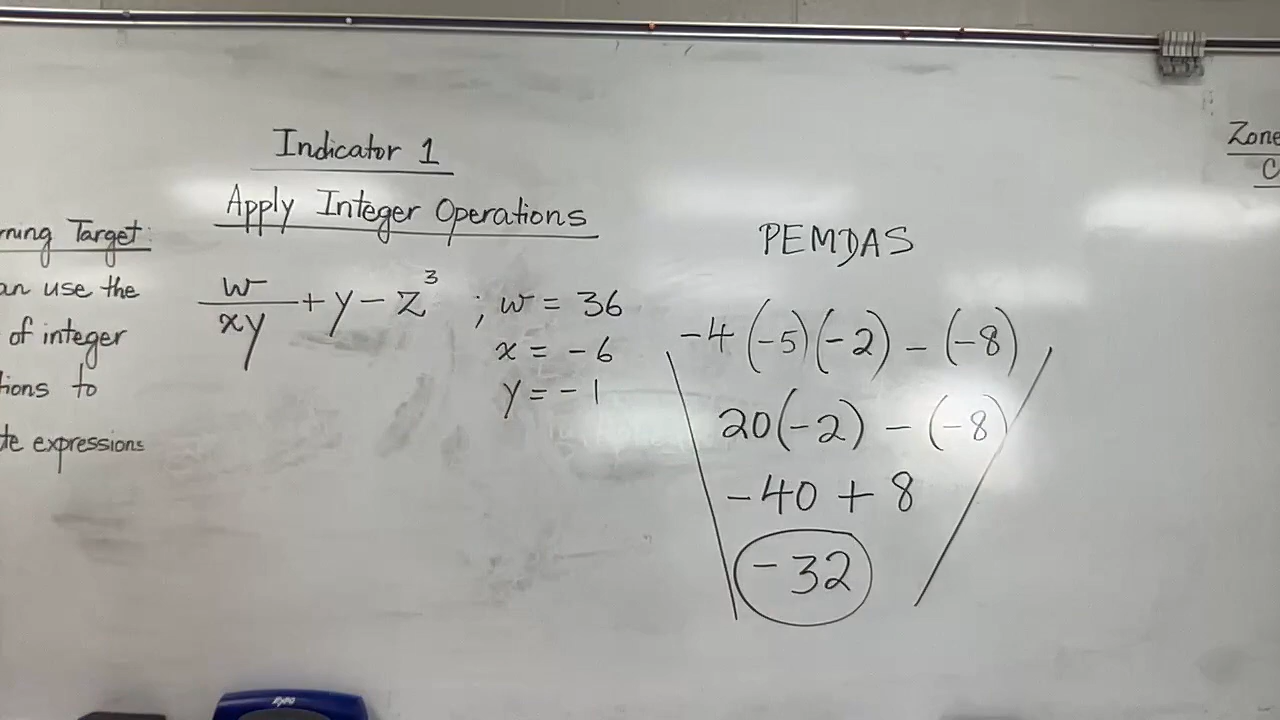 Indicator 1
Apply Integer Operations
rning Target:
an use the
of integer
tions to
te expressions
w/xy + y - z³ ; w = 36
x = -6
y = -1
PEMDAS
-4(-5)(-2) - (-8)
20(-2) - (-8)
-40 + 8
-32
Zone
C
EXPO